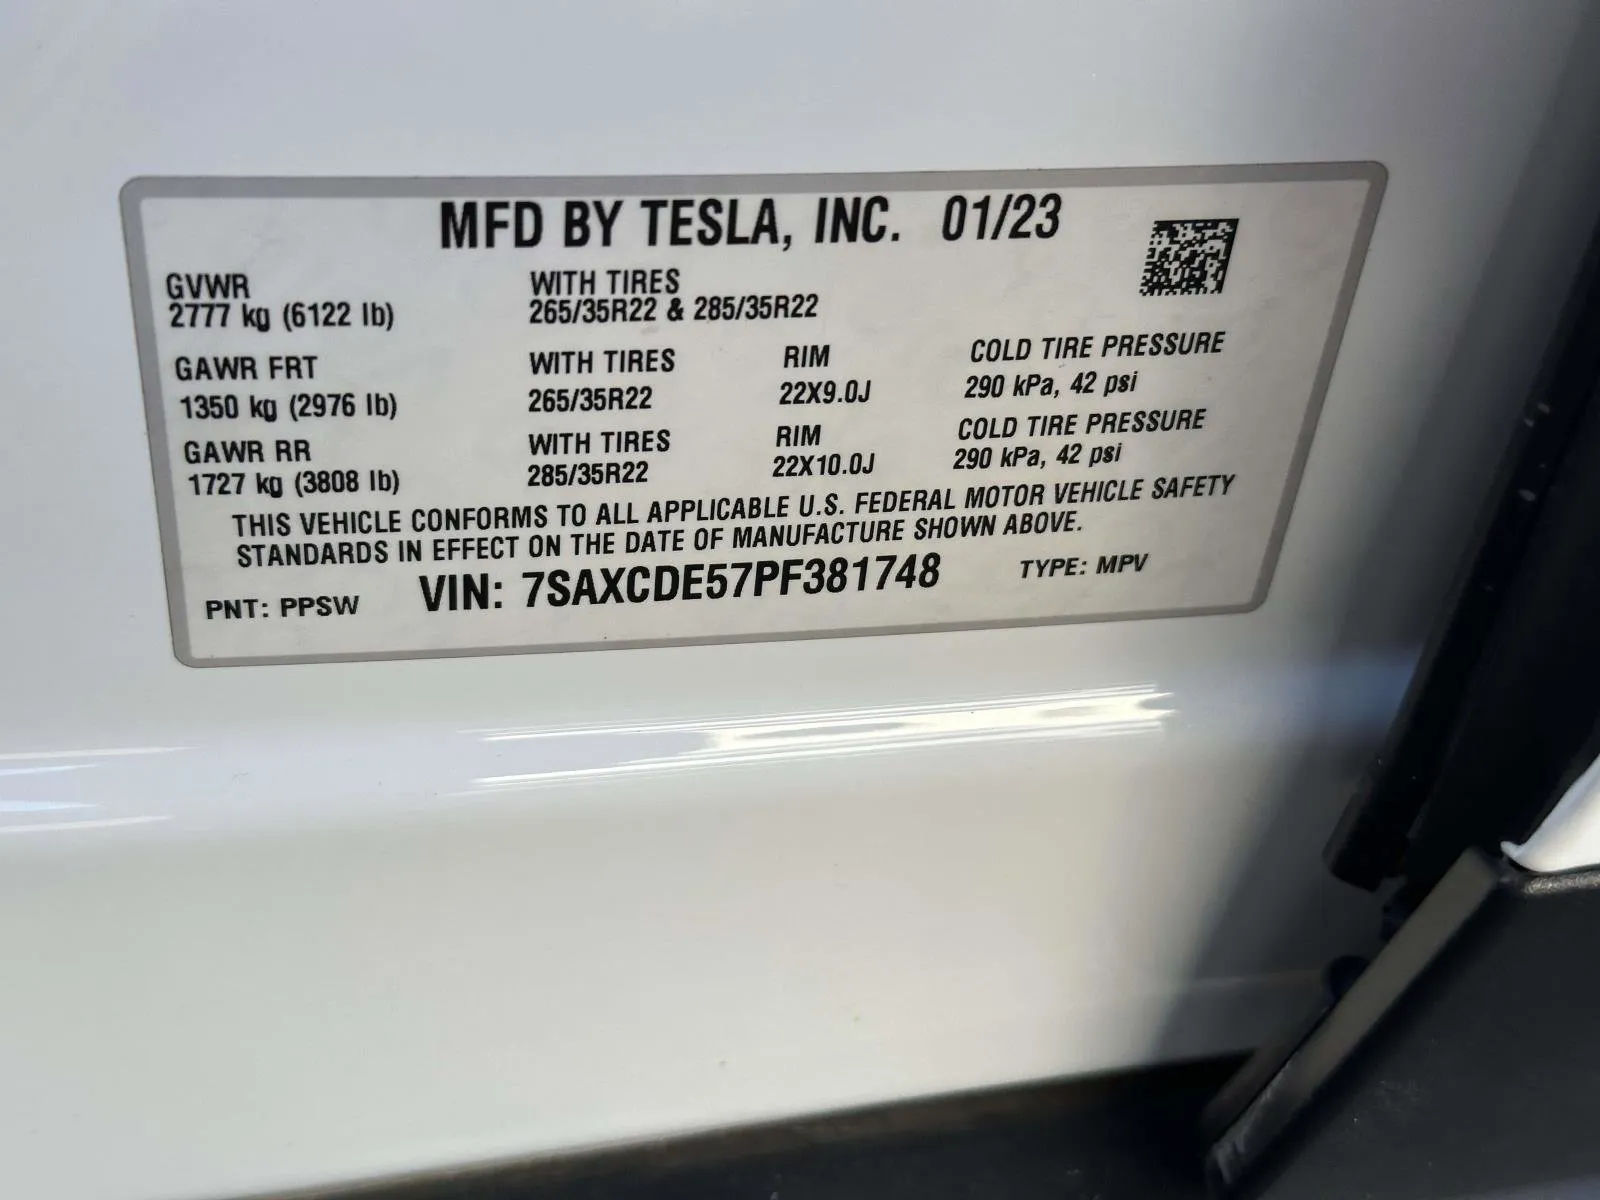 MFD BY TESLA, INC. 01/23
GVWR WITH TIRES
2777 kg (6122 lb) 265/35R22 & 285/35R22
GAWR FRT WITH TIRES RIM COLD TIRE PRESSURE
1350 kg (2976 lb) 265/35R22 22X9.0J 290 kPa, 42 psi
GAWR RR WITH TIRES RIM COLD TIRE PRESSURE
1727 kg (3808 lb) 285/35R22 22X10.0J 290 kPa, 42 psi
THIS VEHICLE CONFORMS TO ALL APPLICABLE U.S. FEDERAL MOTOR VEHICLE SAFETY
STANDARDS IN EFFECT ON THE DATE OF MANUFACTURE SHOWN ABOVE.
PNT: PPSW VIN: 7SAXCDE57PF381748 TYPE: MPV